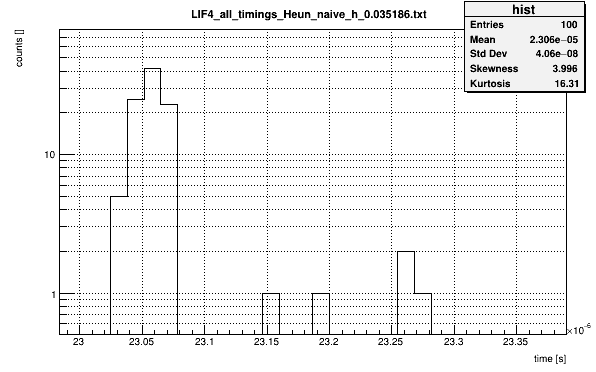 LIF4_all_timings_Heun_naive_h_0.035186.txt
hist
Entries 100
Mean 2.306e−05
Std Dev 4.06e−08
Skewness 3.996
Kurtosis 16.31
counts []
10
1
23 23.05 23.1 23.15 23.2 23.25 23.3 23.35
×10⁻⁶
time [s]